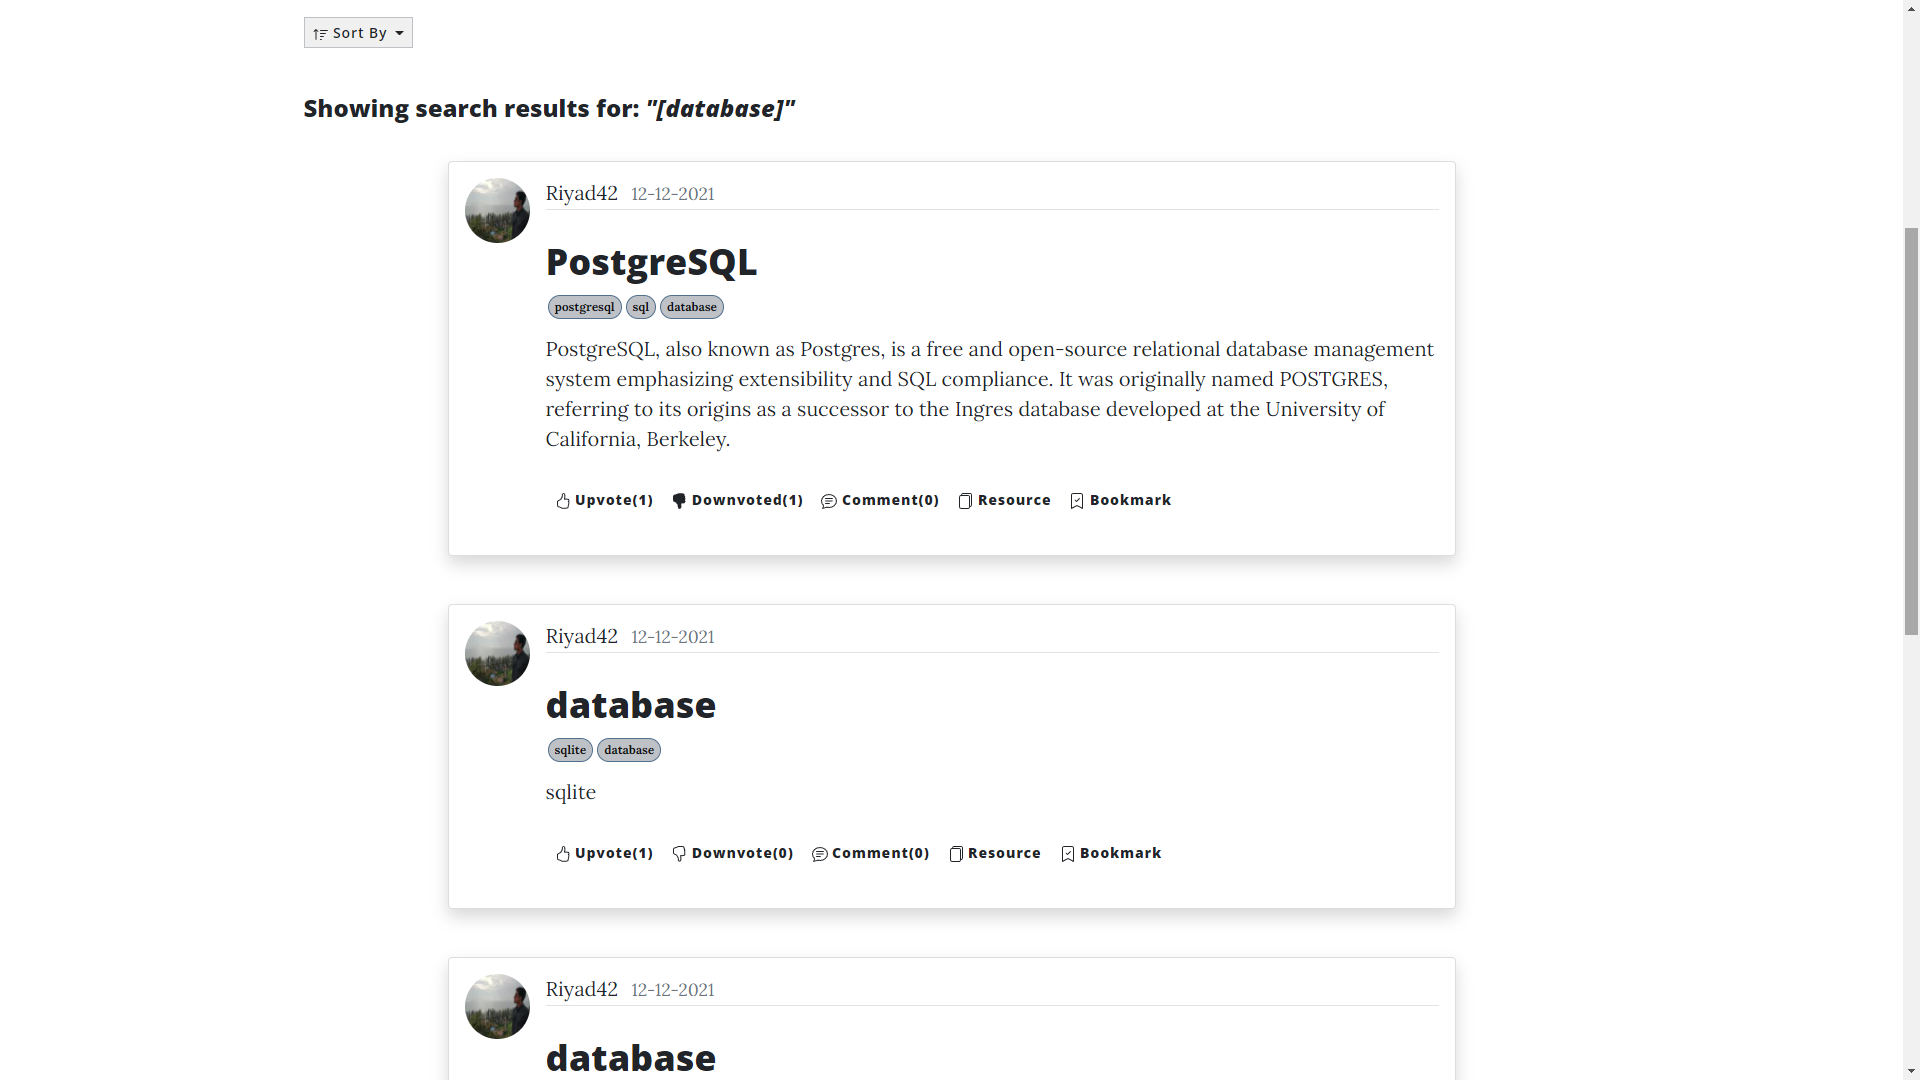 Sort By
Showing search results for: "[database]"
Riyad42 12-12-2021
PostgreSQL
postgresql sql database
PostgreSQL, also known as Postgres, is a free and open-source relational database management
system emphasizing extensibility and SQL compliance. It was originally named POSTGRES,
referring to its origins as a successor to the Ingres database developed at the University of
California, Berkeley.
Upvote(1) Downvoted(1) Comment(0) Resource Bookmark
Riyad42 12-12-2021
database
sqlite database
sqlite
Upvote(1) Downvote(0) Comment(0) Resource Bookmark
Riyad42 12-12-2021
database